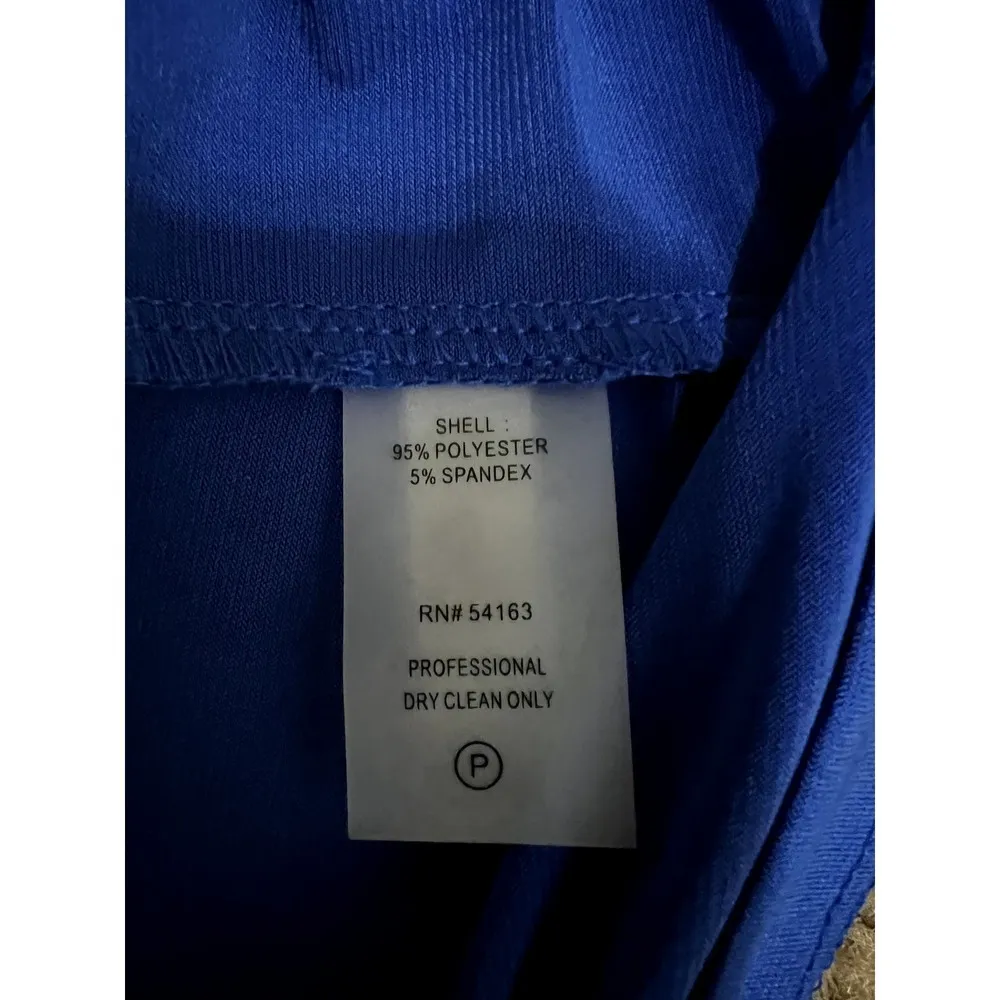 SHELL :
95% POLYESTER
5% SPANDEX
RN# 54163
PROFESSIONAL
DRY CLEAN ONLY
P